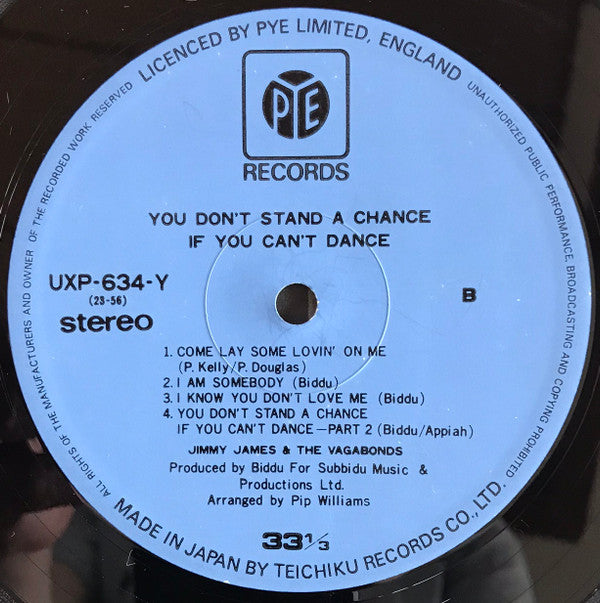 LICENCED BY PYE LIMITED, ENGLAND
UNAUTHORIZED PUBLIC PERFORMANCE, BROADCASTING AND COPYING PROHIBITED
ALL RIGHTS OF THE MANUFACTURERS AND OWNER OF THE RECORDED WORK RESERVED
PYE
RECORDS
YOU DON'T STAND A CHANCE
IF YOU CAN'T DANCE
UXP-634-Y
(23-56)
stereo
B
1. COME LAY SOME LOVIN' ON ME
(P. Kelly/P. Douglas)
2. I AM SOMEBODY (Biddu)
3. I KNOW YOU DON'T LOVE ME (Biddu)
4. YOU DON'T STAND A CHANCE
IF YOU CAN'T DANCE—PART 2 (Biddu/Appiah)
JIMMY JAMES & THE VAGABONDS
Produced by Biddu For Subbidu Music &
Productions Ltd.
Arranged by Pip Williams
33 1/3
MADE IN JAPAN BY TEICHIKU RECORDS CO., LTD.